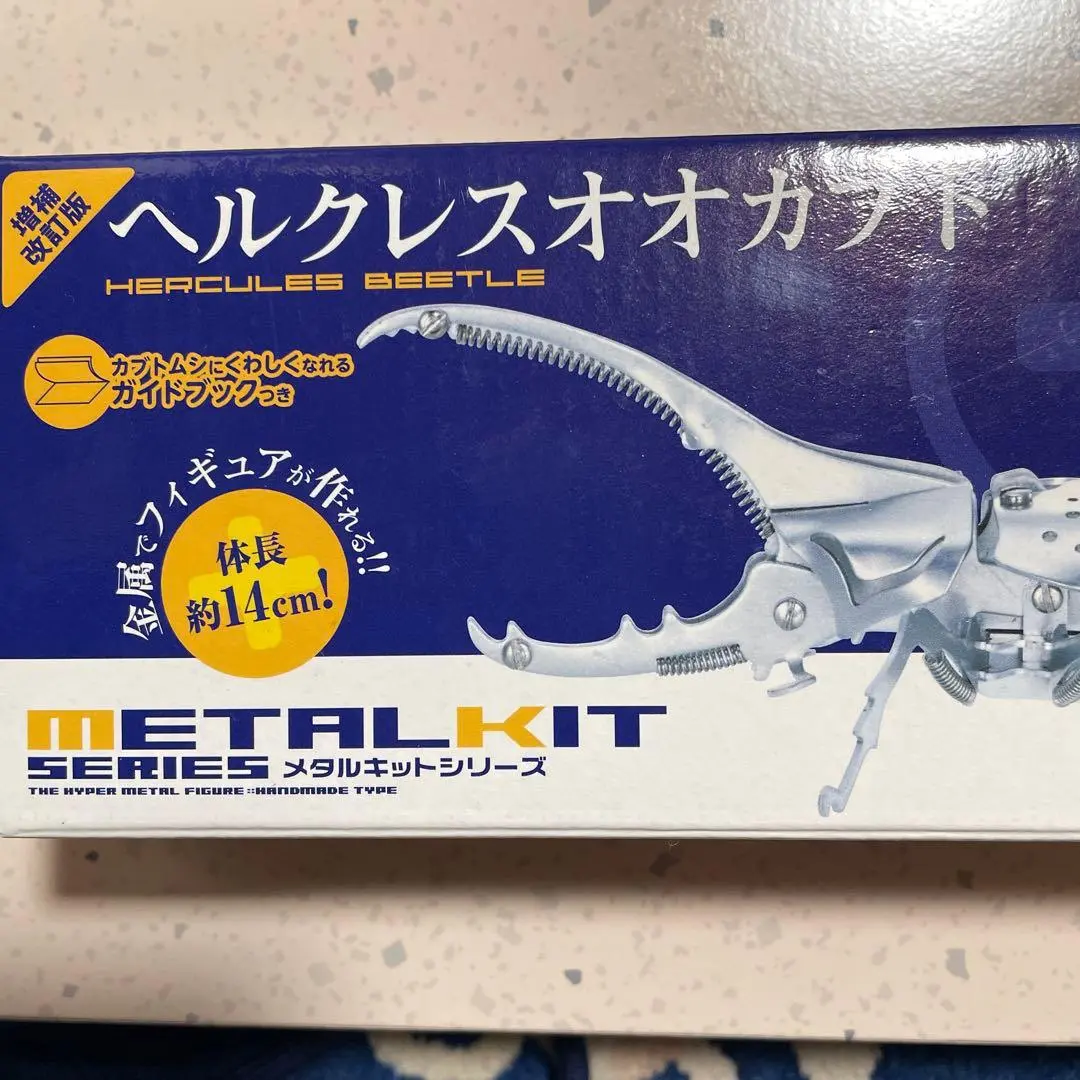 増補
改訂版
ヘルクレスオオカブト
HERCULES BEETLE
カブトムシにくわしくなれる
ガイドブックつき
金属でフィギュアが作れる!!
体長
約14cm!
METALKIT
SERIES メタルキットシリーズ
THE HYPER METAL FIGURE::HANDMADE TYPE